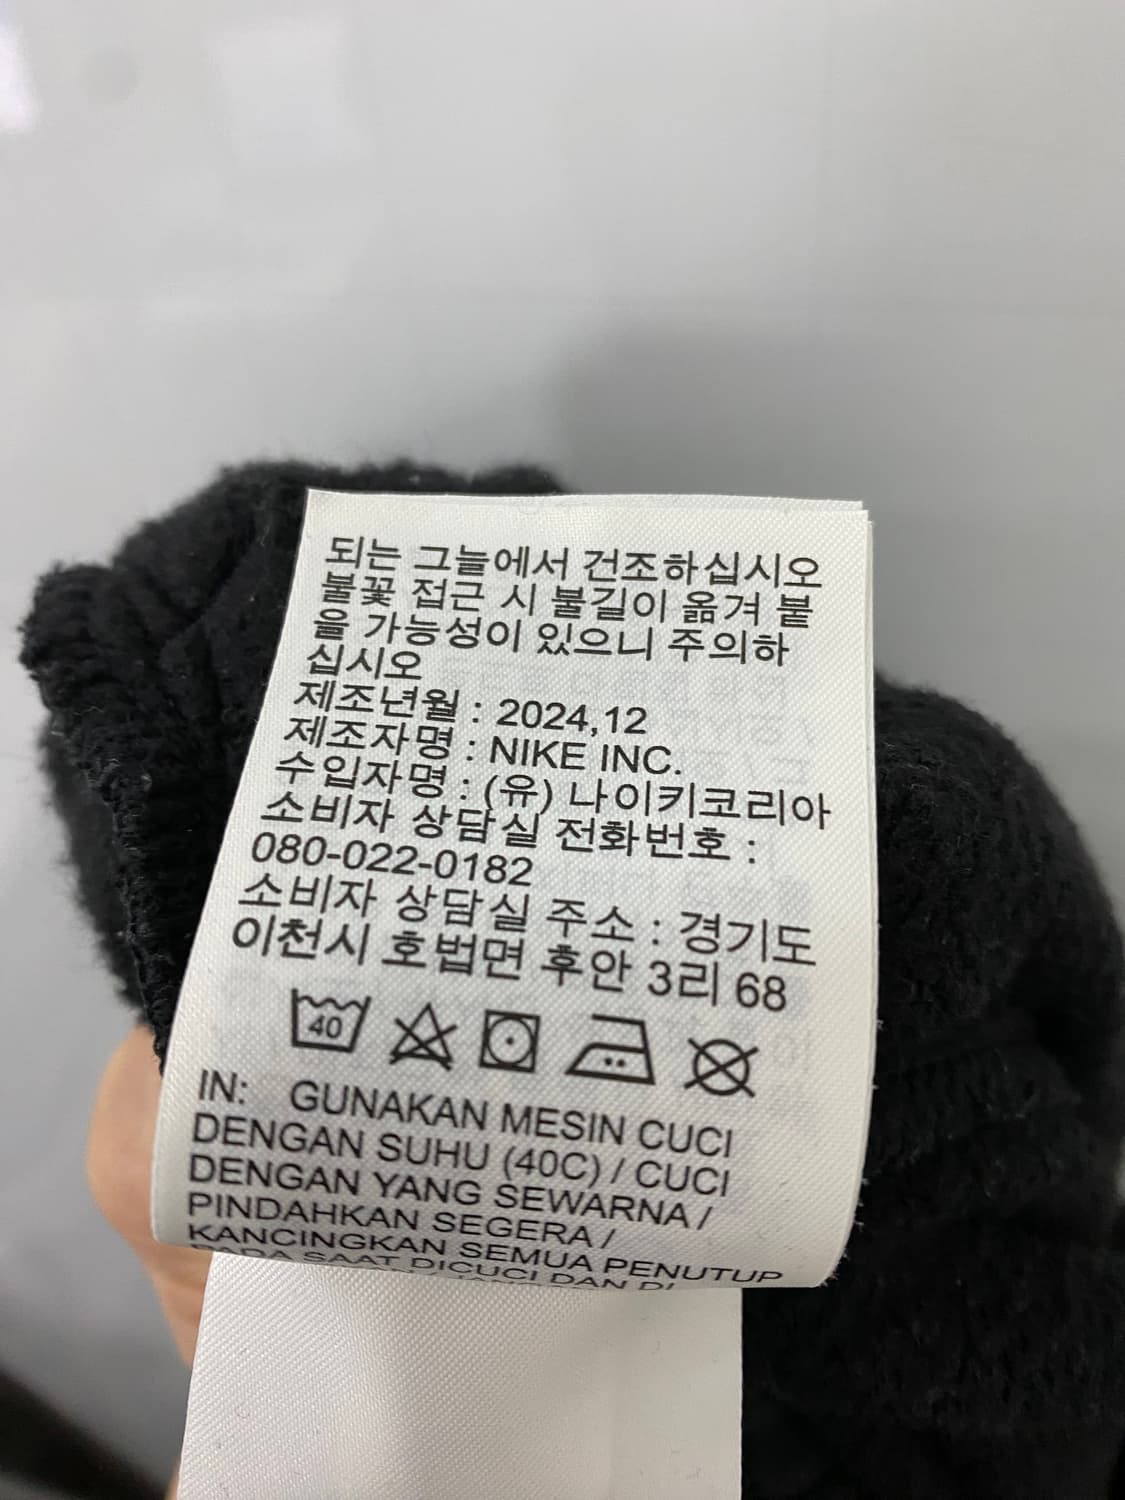 되는 그늘에서 건조하십시오
불꽃 접근 시 불길이 옮겨 붙
을 가능성이 있으니 주의하
십시오
제조년월 : 2024,12
제조자명 : NIKE INC.
수입자명 : (유) 나이키코리아
소비자 상담실 전화번호 :
080-022-0182
소비자 상담실 주소 : 경기도
이천시 호법면 후안 3리 68
40
IN: GUNAKAN MESIN CUCI
DENGAN SUHU (40C) / CUCI
DENGAN YANG SEWARNA /
PINDAHKAN SEGERA /
KANCINGKAN SEMUA PENUTUP
PADA SAAT DICUCI DAN DI